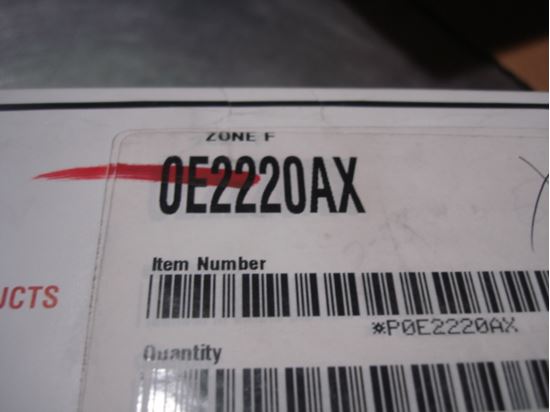 ZONE F
0E2220AX
Item Number
*P0E2220AX
UCTS
Quantity